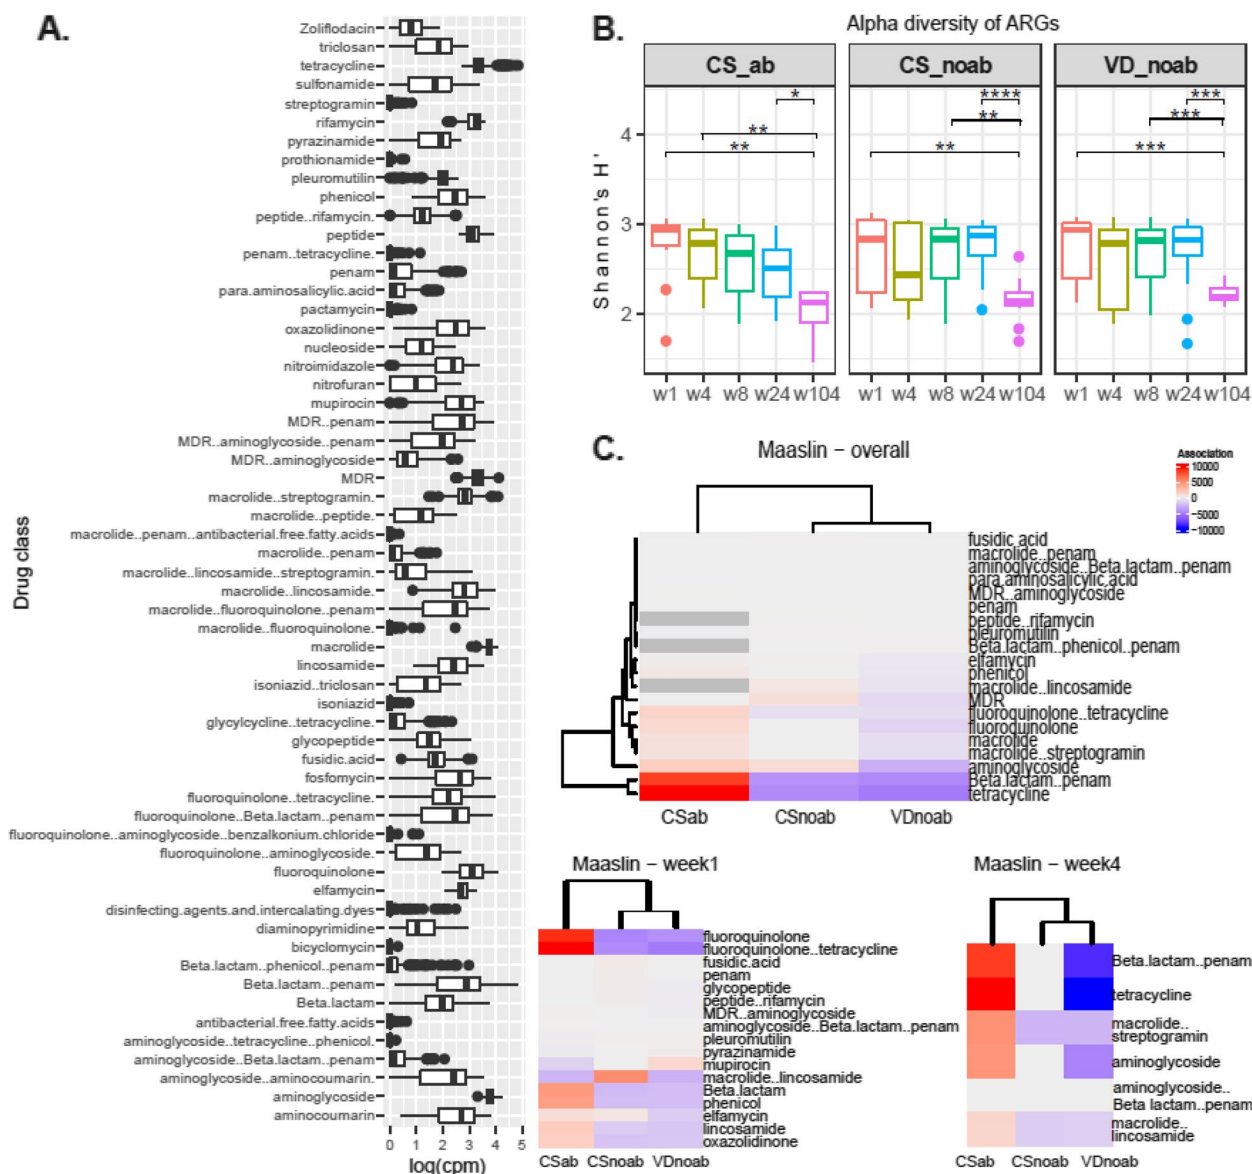 A.
Drug class
Zoliflodacin
triclosan
tetracycline
sulfonamide
streptogramin
rifamycin
pyrazinamide
prothionamide
pleuromutilin
phenicol
peptide..rifamycin.
peptide
penam..tetracycline.
penam
para.aminosalicylic.acid
pactamycin
oxazolidinone
nucleoside
nitroimidazole
nitrofuran
mupirocin
MDR..penam
MDR..aminoglycoside..penam
MDR..aminoglycoside
MDR
macrolide..streptogramin.
macrolide..peptide.
macrolide..penam..antibacterial.free.fatty.acids
macrolide..penam
macrolide..lincosamide..streptogramin.
macrolide..lincosamide.
macrolide..fluoroquinolone..penam
macrolide..fluoroquinolone.
macrolide
lincosamide
isoniazid..triclosan
isoniazid
glycylcycline..tetracycline.
glycopeptide
fusidic.acid
fosfomycin
fluoroquinolone..tetracycline.
fluoroquinolone..Beta.lactam..penam
fluoroquinolone..aminoglycoside..benzalkonium.chloride
fluoroquinolone..aminoglycoside.
fluoroquinolone
elfamycin
disinfecting.agents.and.intercalating.dyes
diaminopyrimidine
bicyclomycin
Beta.lactam..phenicol..penam
Beta.lactam..penam
Beta.lactam
antibacterial.free.fatty.acids
aminoglycoside..tetracycline..phenicol.
aminoglycoside..Beta.lactam..penam
aminoglycoside..aminocoumarin.
aminoglycoside
aminocoumarin
0 1 2 3 4 5
log(cpm)
B.
Alpha diversity of ARGs
CS_ab CS_noab VD_noab
Shannon's H'
4
3
2
* ** **
**** ** **
*** *** ***
w1 w4 w8 w24 w104 w1 w4 w8 w24 w104 w1 w4 w8 w24 w104
C.
Maaslin – overall
Association
10000
5000
0
−5000
−10000
fusidic_acid
macrolide..penam
aminoglycoside..Beta.lactam..penam
para.aminosalicylic.acid
MDR..aminoglycoside
penam
peptide..rifamycin
pleuromutilin
Beta.lactam..phenicol..penam
elfamycin
phenicol
macrolide..lincosamide
MDR
fluoroquinolone..tetracycline
fluoroquinolone
macrolide
macrolide..streptogramin
aminoglycoside
Beta.lactam..penam
tetracycline
CSab CSnoab VDnoab
Maaslin – week1
fluoroquinolone
fluoroquinolone..tetracycline
fusidic.acid
penam
glycopeptide
peptide..rifamycin
MDR..aminoglycoside
aminoglycoside..Beta.lactam..penam
pleuromutilin
pyrazinamide
mupirocin
macrolide..lincosamide
Beta.lactam
phenicol
elfamycin
lincosamide
oxazolidinone
CSab CSnoab VDnoab
Maaslin – week4
Beta.lactam..penam
tetracycline
macrolide..
streptogramin
aminoglycoside
aminoglycoside..
Beta lactam..penam
macrolide..
lincosamide
CSab CSnoab VDnoab